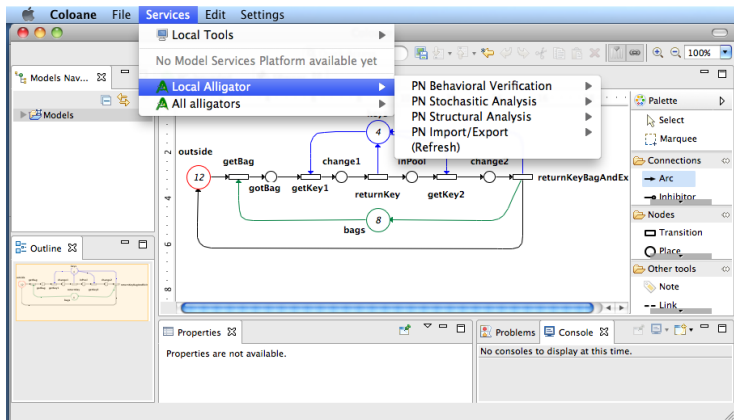 Coloane File Services Edit Settings
Local Tools
No Model Services Platform available yet
Local Alligator
All alligators
PN Behavioral Verification
PN Stochasitic Analysis
PN Structural Analysis
PN Import/Export
(Refresh)
100%
Models Nav...
Models
Outline
outside
12
getBag
gotBag
getKey1
change1
4
returnKey
inPool
getKey2
change2
returnKeyBagAndEx
8
bags
Palette
Select
Marquee
Connections
Arc
Inhibitor
Nodes
Transition
Place
Other tools
Note
Link
Properties
Properties are not available.
Problems
Console
No consoles to display at this time.